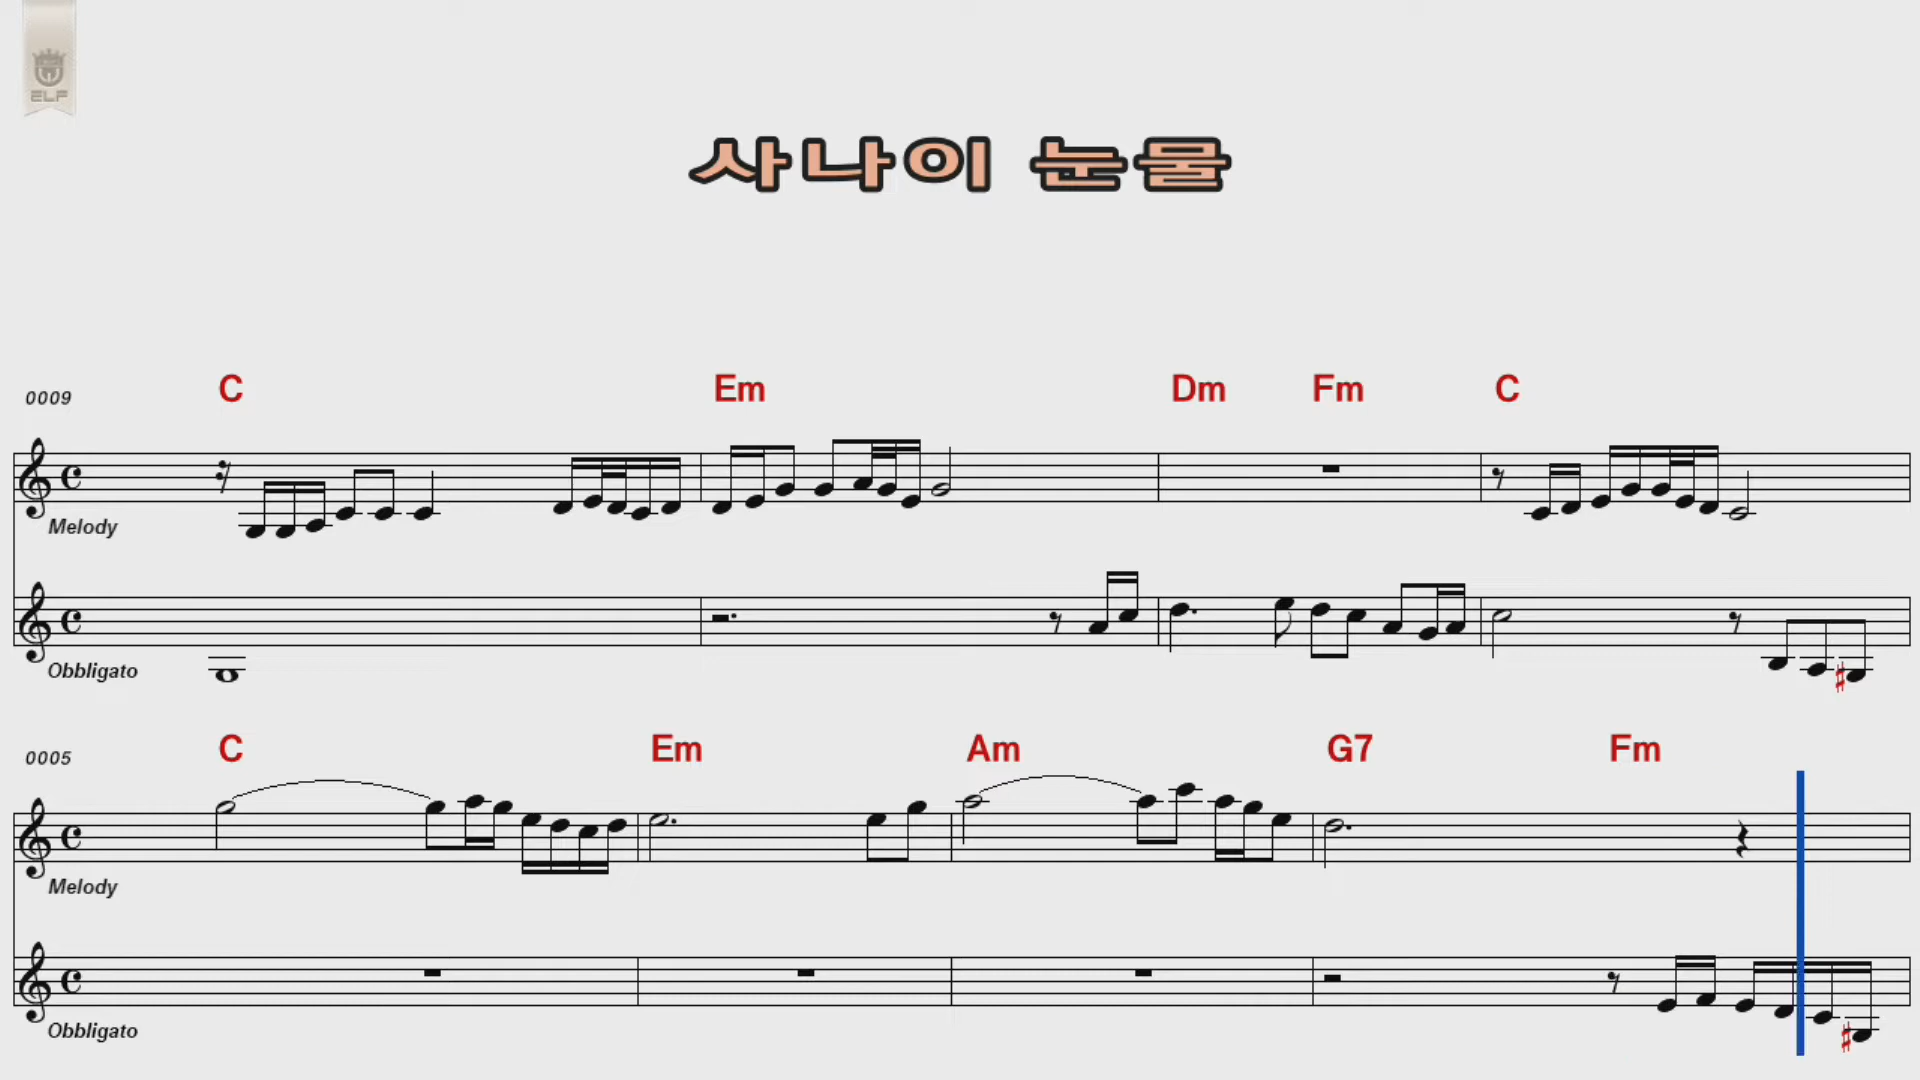 ELF
사나이 눈물
0009 C Em Dm Fm C
Melody
Obbligato
0005 C Em Am G7 Fm
Melody
Obbligato